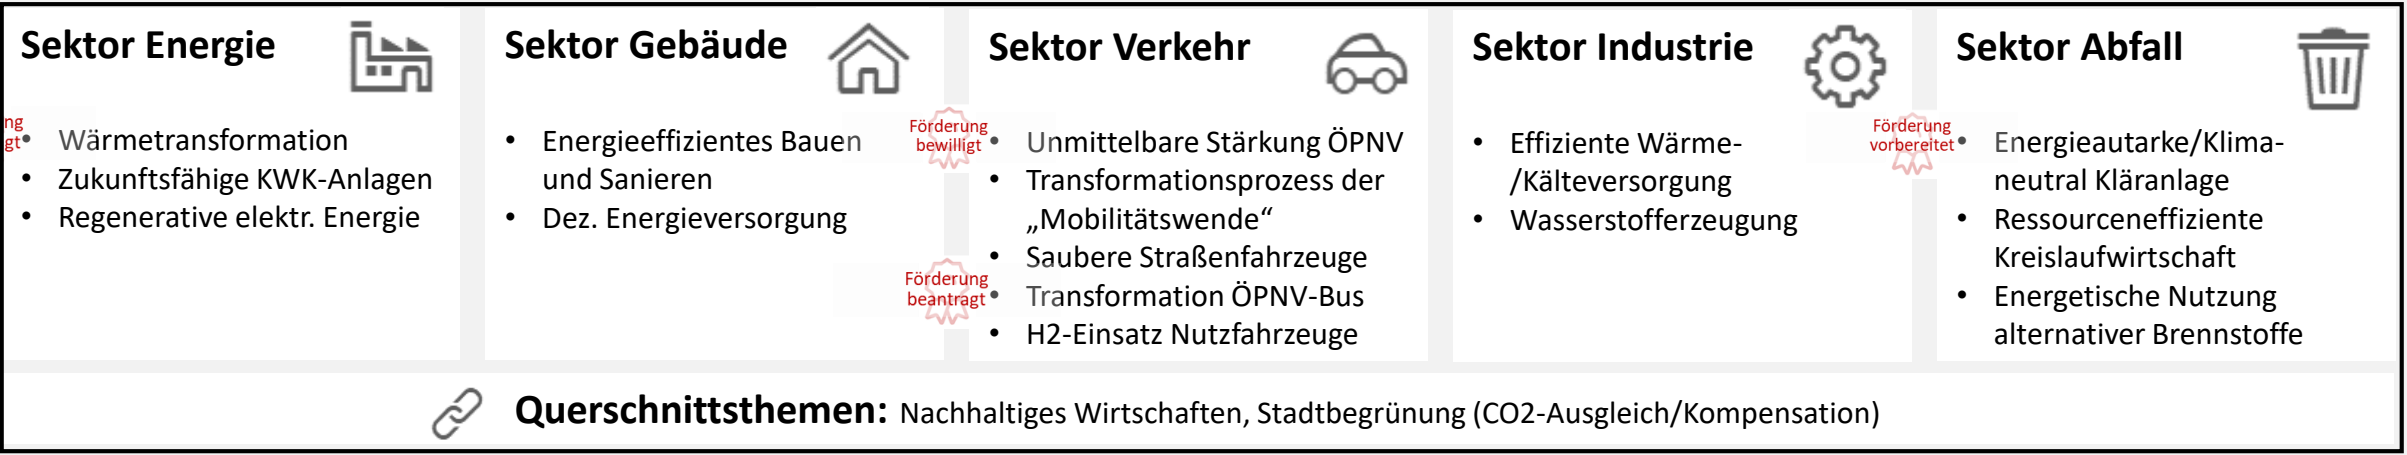 Sektor Energie
ng
gt
• Wärmetransformation
• Zukunftsfähige KWK-Anlagen
• Regenerative elektr. Energie
Sektor Gebäude
• Energieeffizientes Bauen
und Sanieren
• Dez. Energieversorgung
Sektor Verkehr
Förderung
bewilligt
• Unmittelbare Stärkung ÖPNV
• Transformationsprozess der
„Mobilitätswende“
• Saubere Straßenfahrzeuge
Förderung
beantragt
• Transformation ÖPNV-Bus
• H2-Einsatz Nutzfahrzeuge
Sektor Industrie
• Effiziente Wärme-
/Kälteversorgung
• Wasserstofferzeugung
Sektor Abfall
Förderung
vorbereitet
• Energieautarke/Klima-
neutral Kläranlage
• Ressourceneffiziente
Kreislaufwirtschaft
• Energetische Nutzung
alternativer Brennstoffe
Querschnittsthemen: Nachhaltiges Wirtschaften, Stadtbegrünung (CO2-Ausgleich/Kompensation)